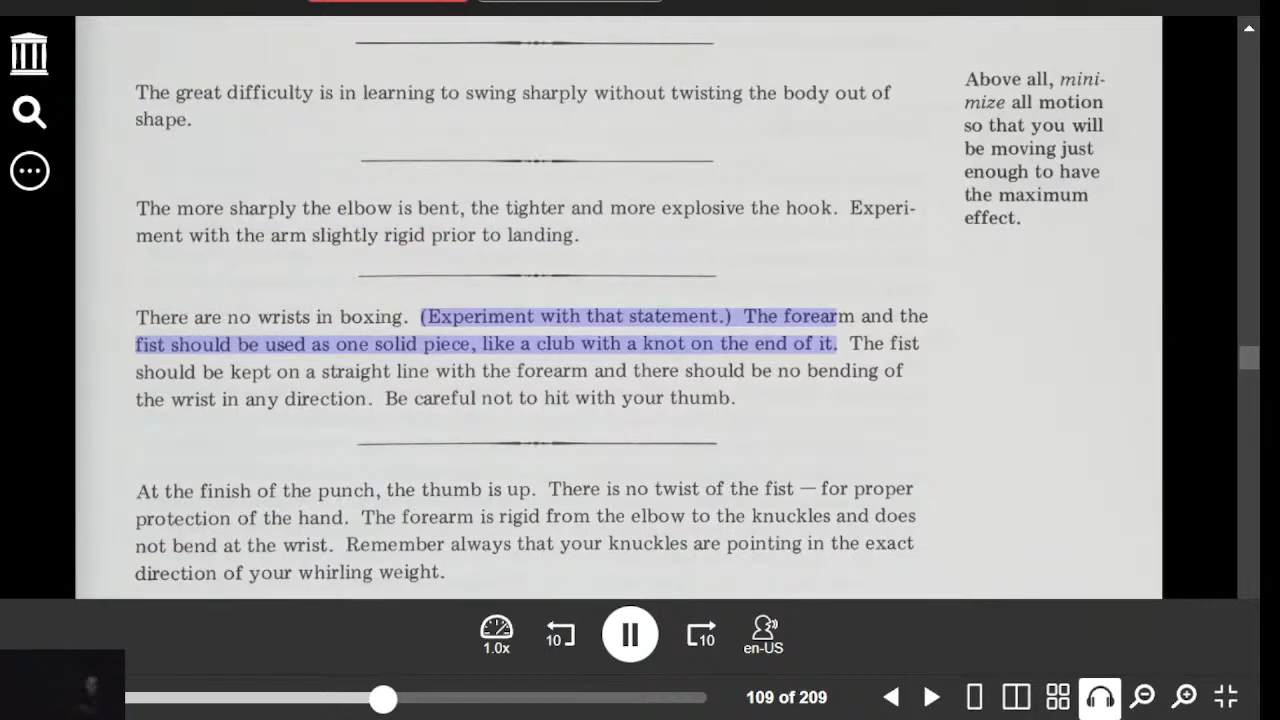 The great difficulty is in learning to swing sharply without twisting the body out of
shape.
The more sharply the elbow is bent, the tighter and more explosive the hook. Experi-
ment with the arm slightly rigid prior to landing.
There are no wrists in boxing. (Experiment with that statement.) The forearm and the
fist should be used as one solid piece, like a club with a knot on the end of it. The fist
should be kept on a straight line with the forearm and there should be no bending of
the wrist in any direction. Be careful not to hit with your thumb.
At the finish of the punch, the thumb is up. There is no twist of the fist — for proper
protection of the hand. The forearm is rigid from the elbow to the knuckles and does
not bend at the wrist. Remember always that your knuckles are pointing in the exact
direction of your whirling weight.
Above all, mini-
mize all motion
so that you will
be moving just
enough to have
the maximum
effect.
1.0x
10
10
en-US
109 of 209